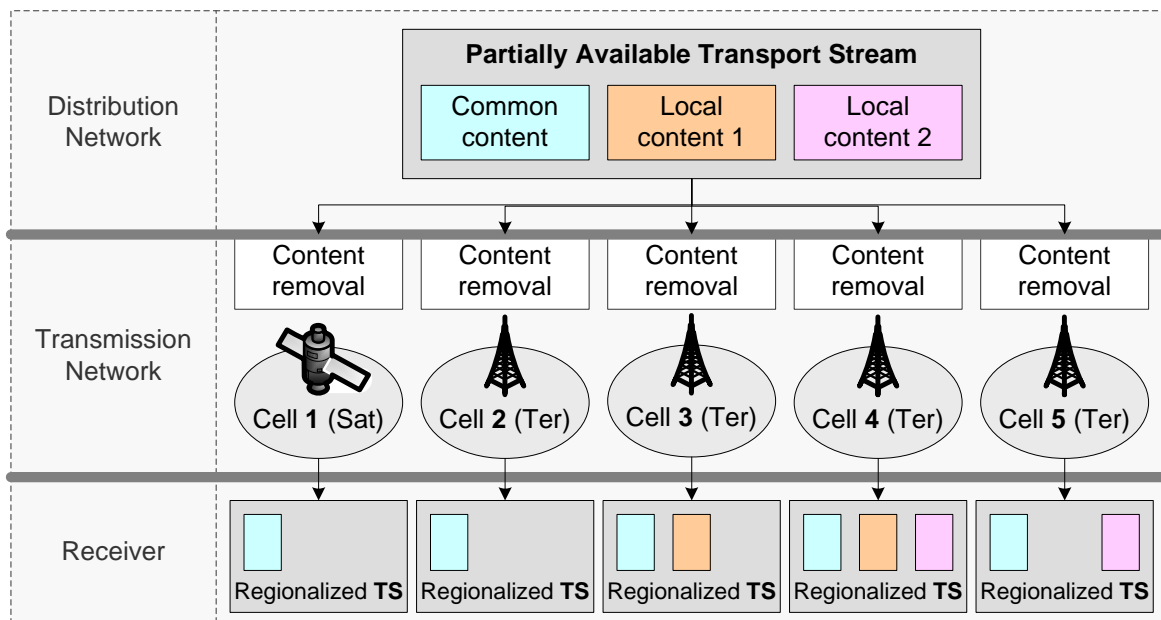 Partially Available Transport Stream
Distribution
Network
Common
content
Local
content 1
Local
content 2
Content
removal
Content
removal
Content
removal
Content
removal
Content
removal
Transmission
Network
Cell 1 (Sat)
Cell 2 (Ter)
Cell 3 (Ter)
Cell 4 (Ter)
Cell 5 (Ter)
Receiver
Regionalized TS
Regionalized TS
Regionalized TS
Regionalized TS
Regionalized TS